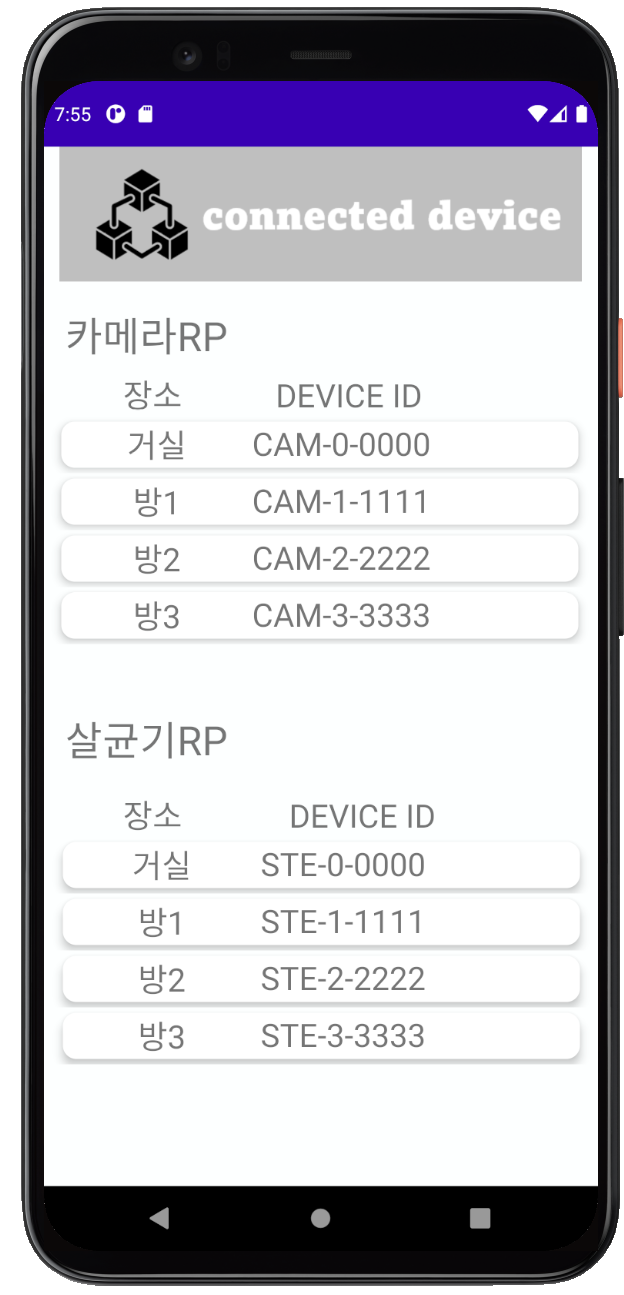 7:55
connected device
카메라RP
장소 DEVICE ID
거실 CAM-0-0000
방1 CAM-1-1111
방2 CAM-2-2222
방3 CAM-3-3333
살균기RP
장소 DEVICE ID
거실 STE-0-0000
방1 STE-1-1111
방2 STE-2-2222
방3 STE-3-3333